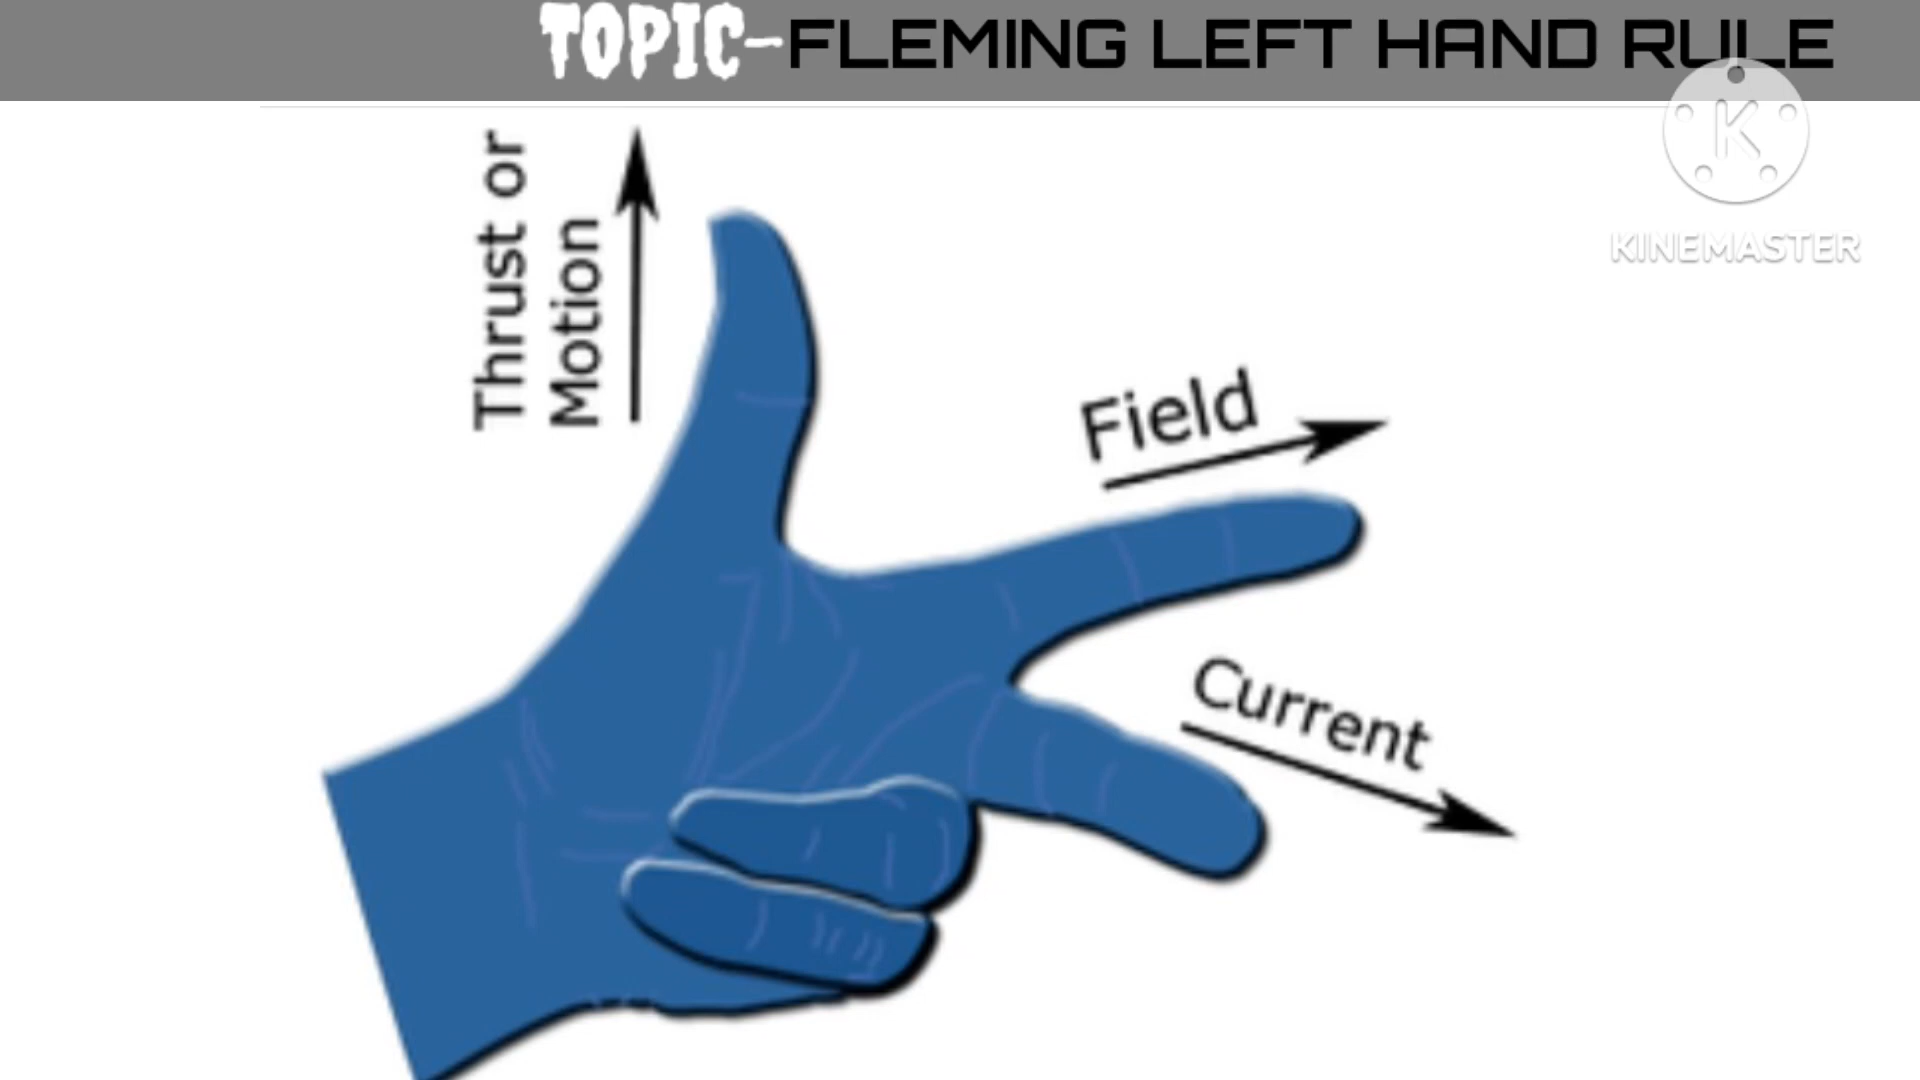 TOPIC-FLEMING LEFT HAND RULE
K
KINEMASTER
Thrust or
Motion
Field
Current